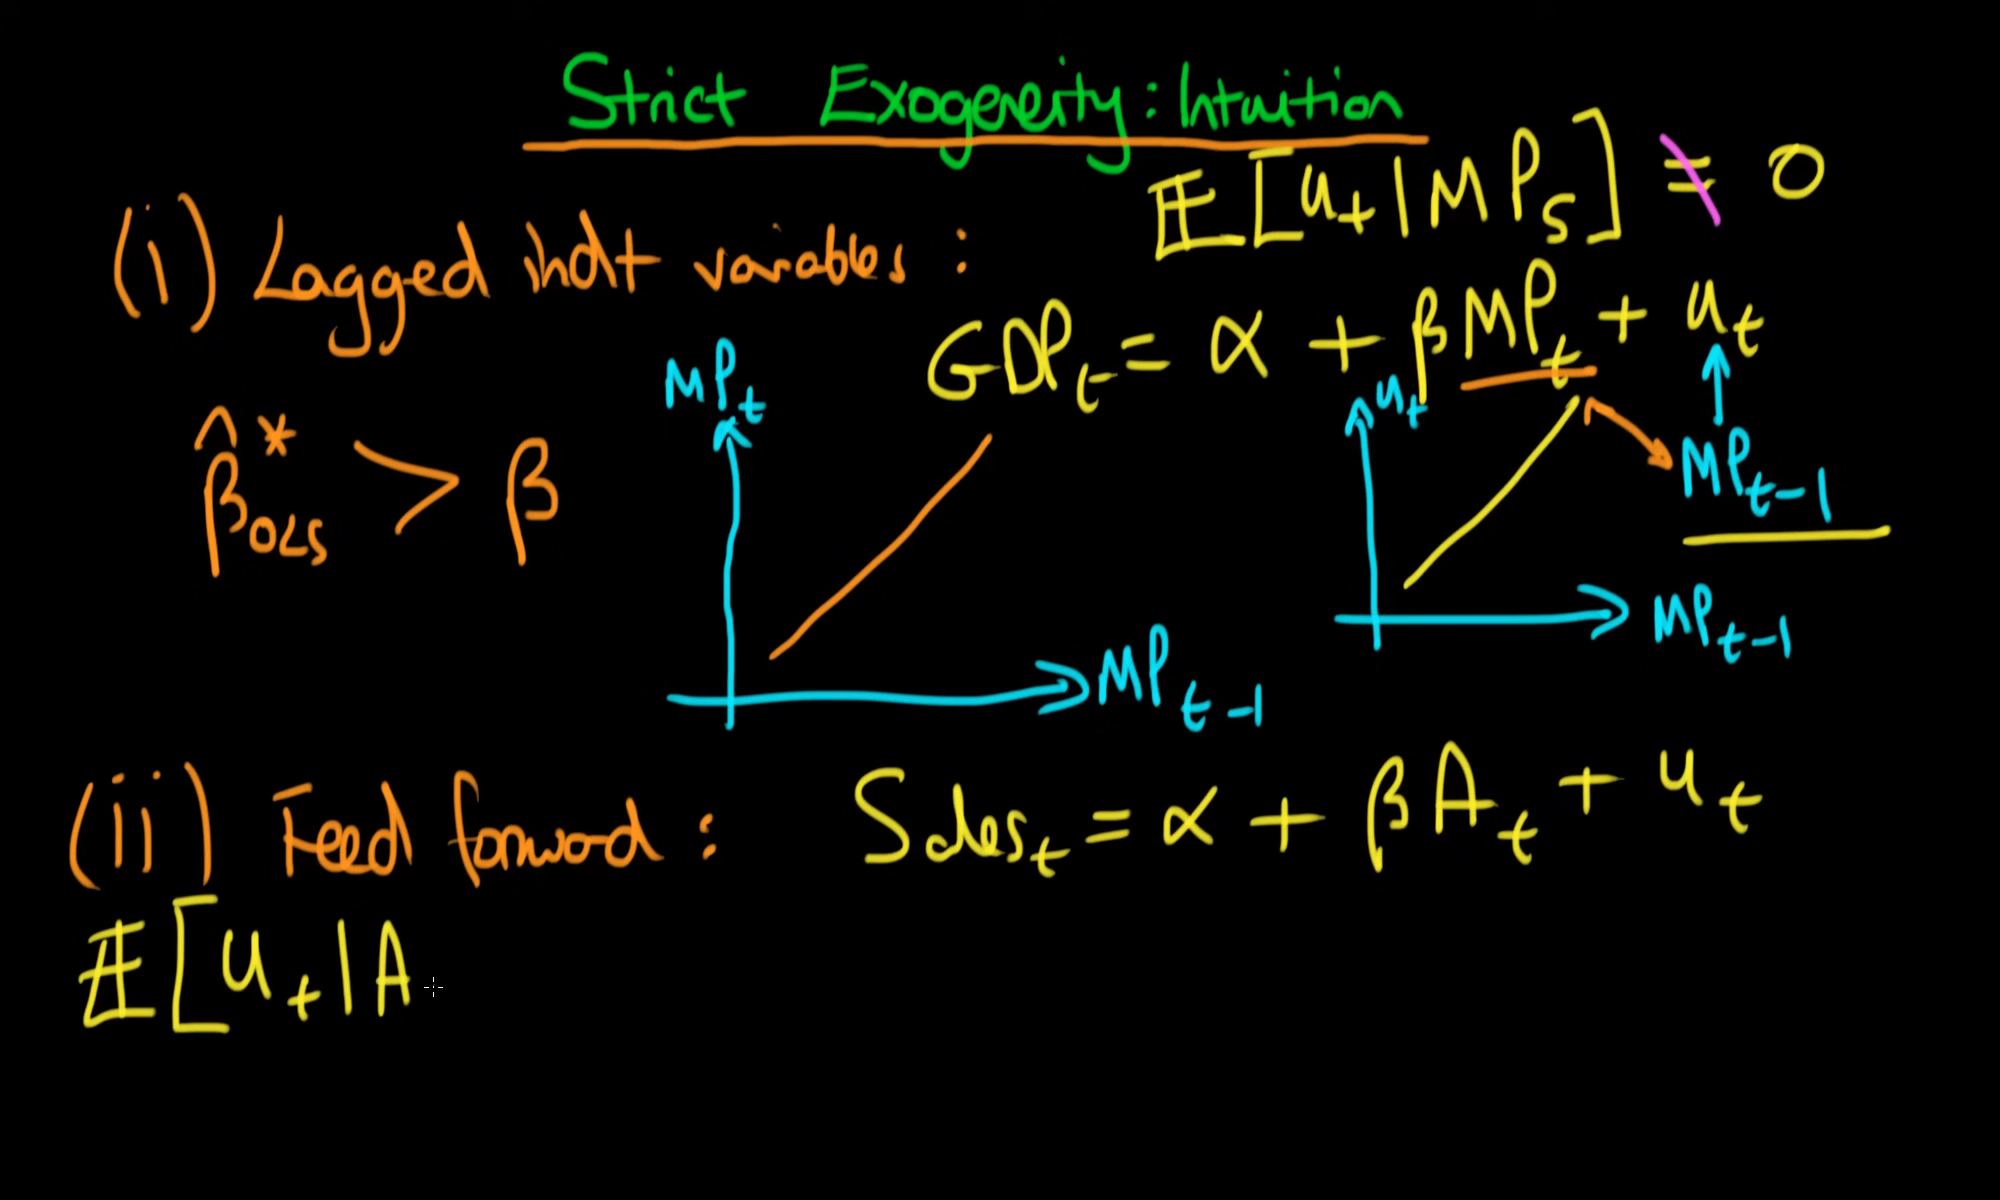 Strict Exogeneity: Intuition
𝔼[u_t|MP_s] ≠ 0
(i) Lagged indt variables:
GDP_t = α + βMP_t + u_t
MP_t
u_t
MP_t-1
β̂*_OLS > β
MP_t-1
MP_t-1
(ii) Feed forward: Sales_t = α + βA_t + u_t
𝔼[u_t|A